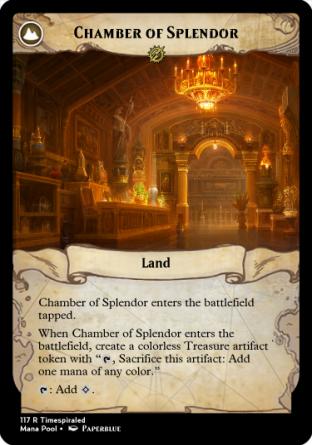 CHAMBER OF SPLENDOR
Land
Chamber of Splendor enters the battlefield
tapped.
When Chamber of Splendor enters the
battlefield, create a colorless Treasure artifact
token with “, Sacrifice this artifact: Add
one mana of any color.”
: Add .
117 R Timespiraled
Mana Pool • PAPERBLUE